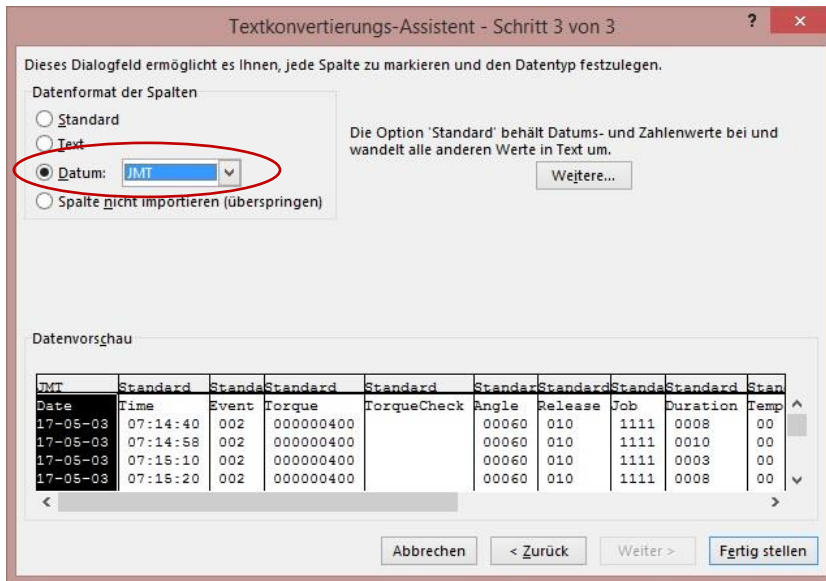 Textkonvertierungs-Assistent - Schritt 3 von 3
?
×
Dieses Dialogfeld ermöglicht es Ihnen, jede Spalte zu markieren und den Datentyp festzulegen.
Datenformat der Spalten
Standard
Text
Datum: JMT
Spalte nicht importieren (überspringen)
Die Option 'Standard' behält Datums- und Zahlenwerte bei und
wandelt alle anderen Werte in Text um.
Weitere...
Datenvorschau
JMT Standard Standa Standard Standard Standar Standard Standa Standard Stan
Date Time Event Torque TorqueCheck Angle Release Job Duration Temp
17-05-03 07:14:40 002 000000400 00060 010 1111 0008 00
17-05-03 07:14:58 002 000000400 00060 010 1111 0010 00
17-05-03 07:15:10 002 000000400 00060 010 1111 0003 00
17-05-03 07:15:20 002 000000400 00060 010 1111 0008 00
Abbrechen < Zurück Weiter > Fertig stellen